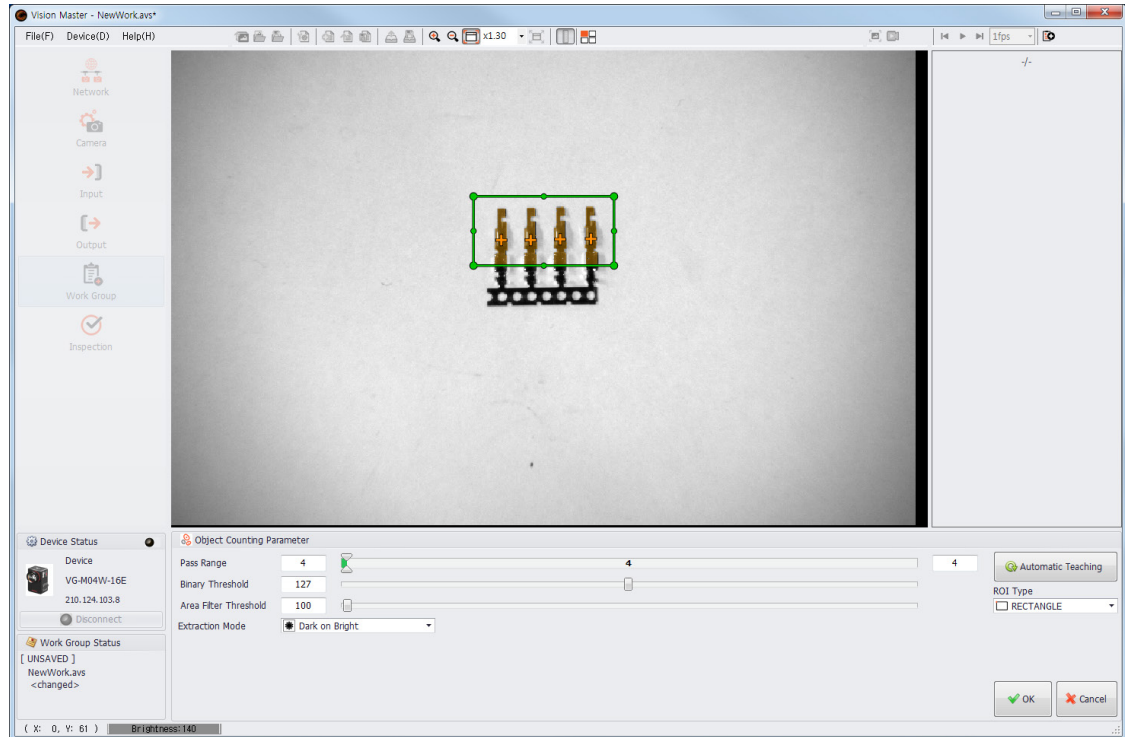 Vision Master - NewWork.avs*
File(F) Device(D) Help(H)
x1.30
1fps
-/-
Network
Camera
Input
Output
Work Group
Inspection
Device Status
Device
VG-M04W-16E
210.124.103.8
Disconnect
Work Group Status
[ UNSAVED ]
NewWork.avs
<changed>
Object Counting Parameter
Pass Range 4 4 4
Binary Threshold 127
Area Filter Threshold 100
Extraction Mode Dark on Bright
Automatic Teaching
ROI Type
RECTANGLE
OK Cancel
( X: 0, Y: 61 ) Brightness:140